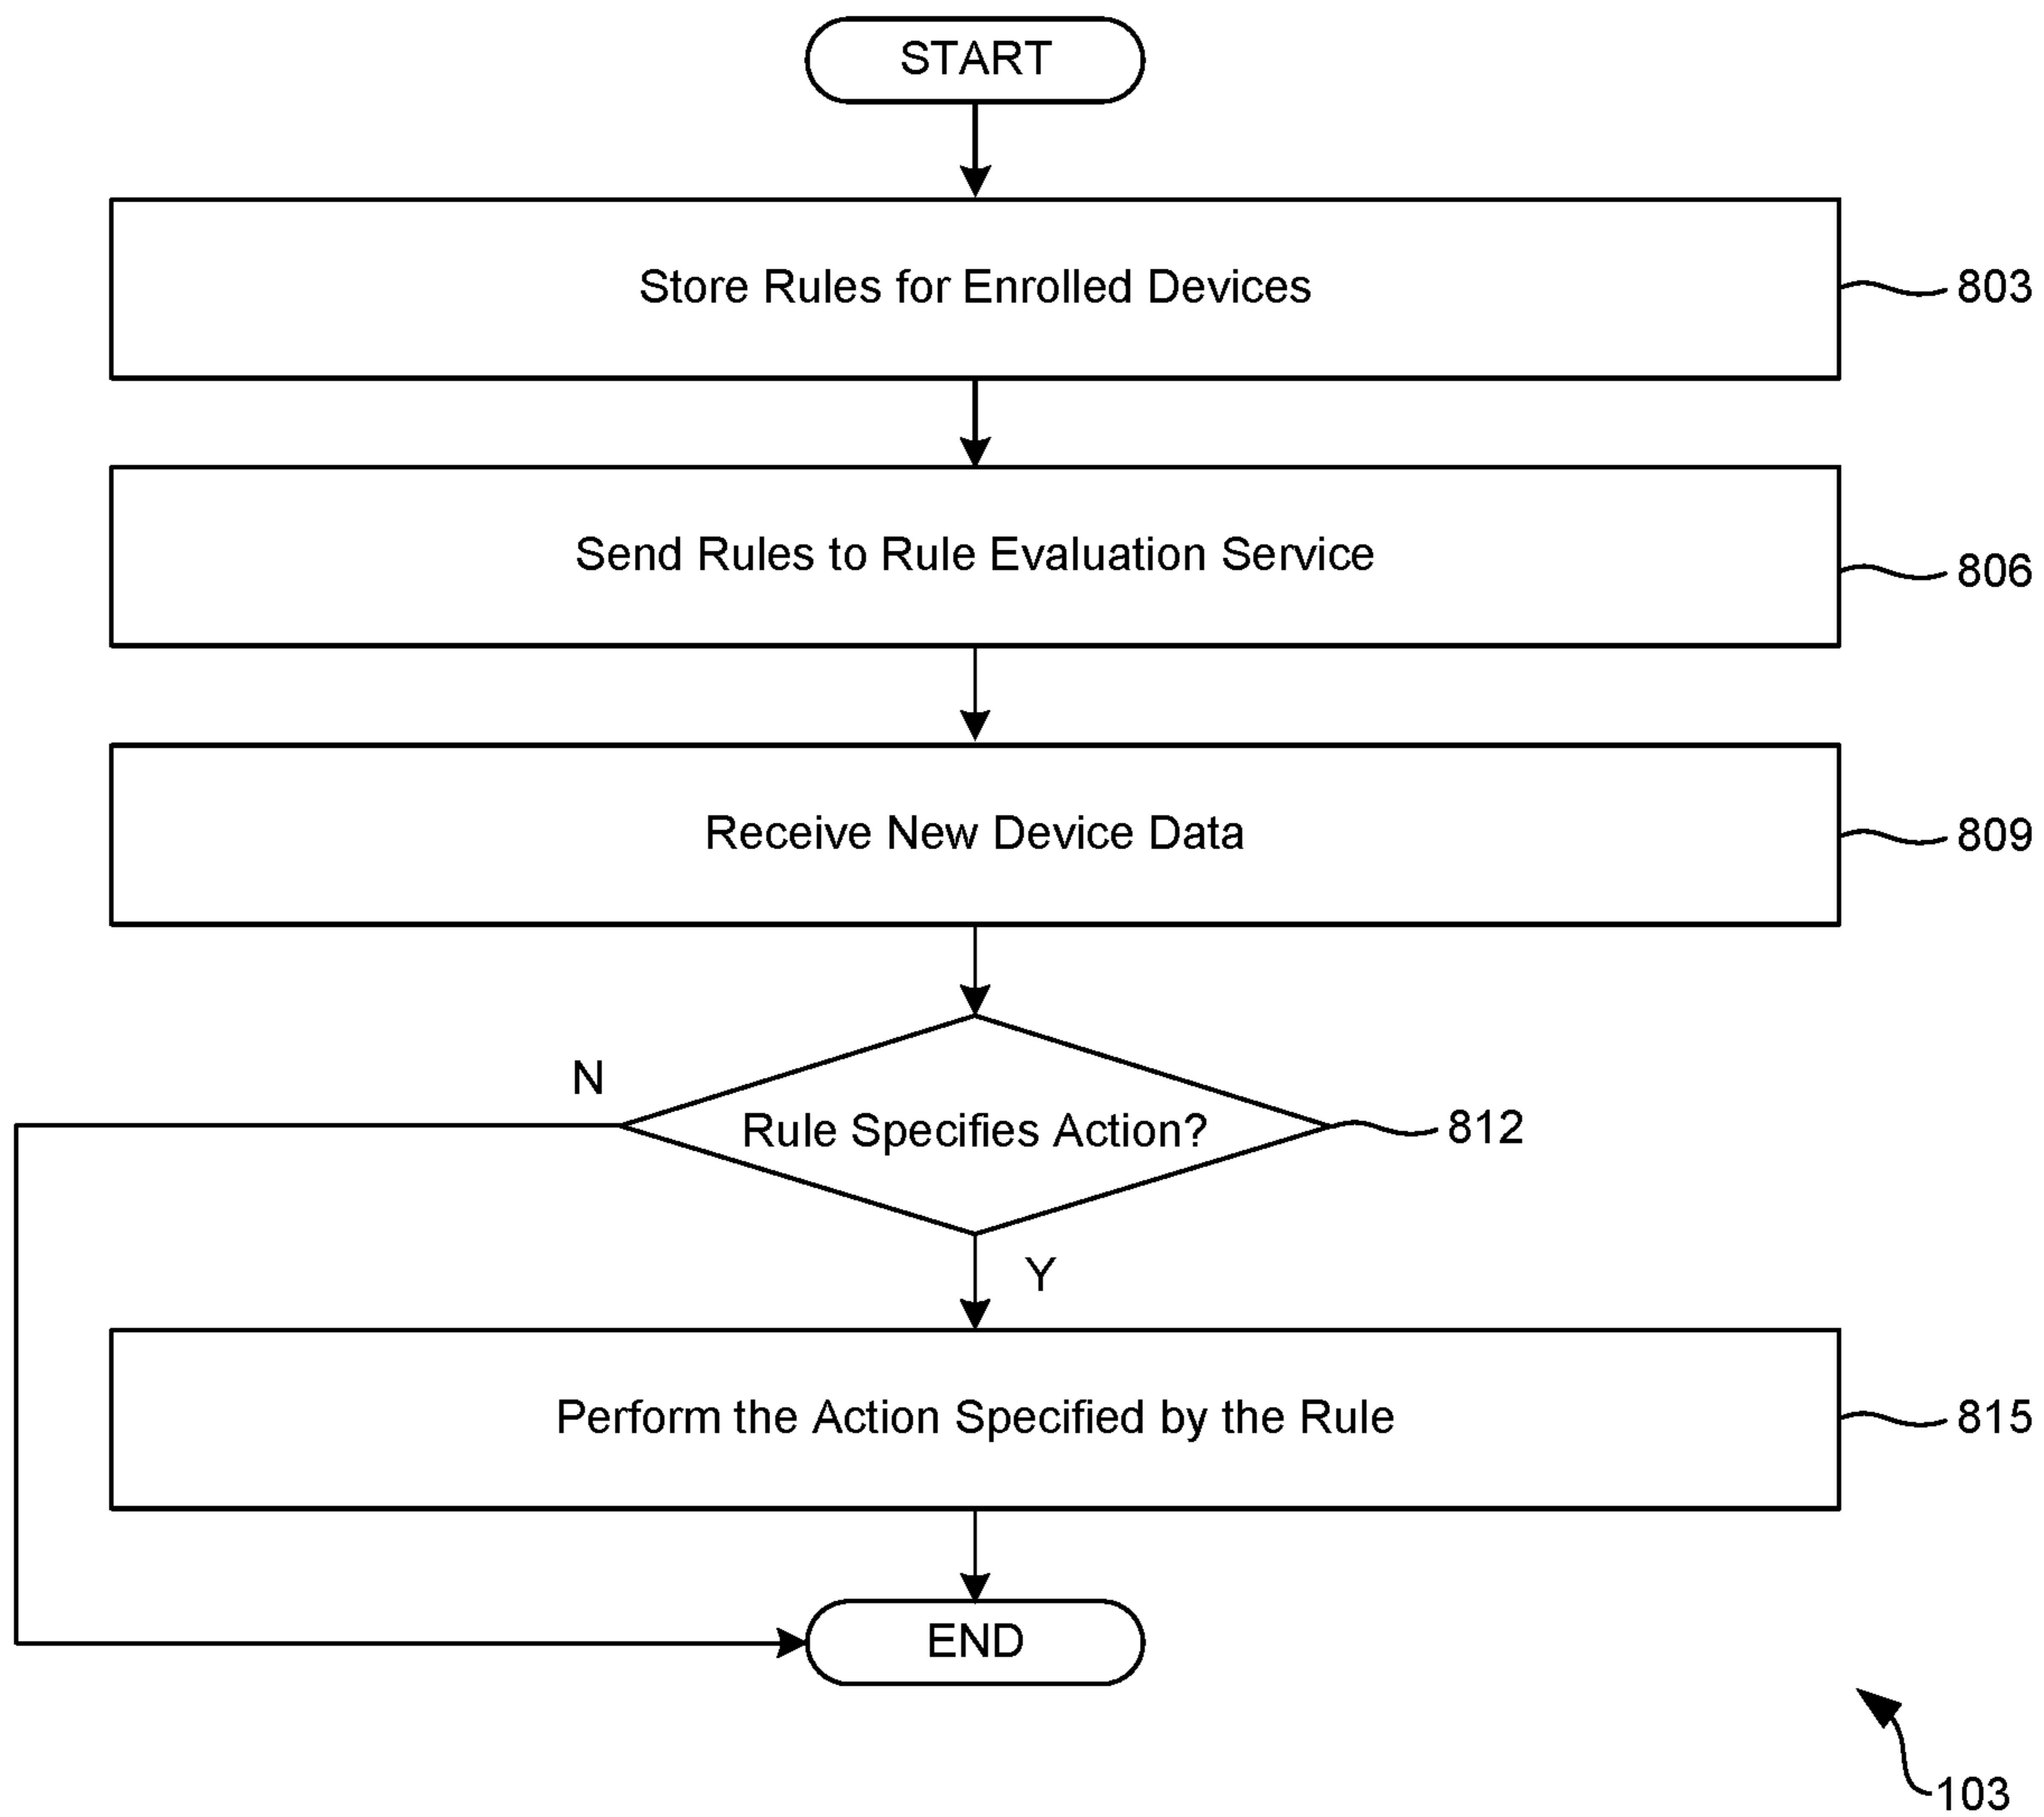 START
Store Rules for Enrolled Devices
803
Send Rules to Rule Evaluation Service
806
Receive New Device Data
809
N
Rule Specifies Action?
812
Y
Perform the Action Specified by the Rule
815
END
103